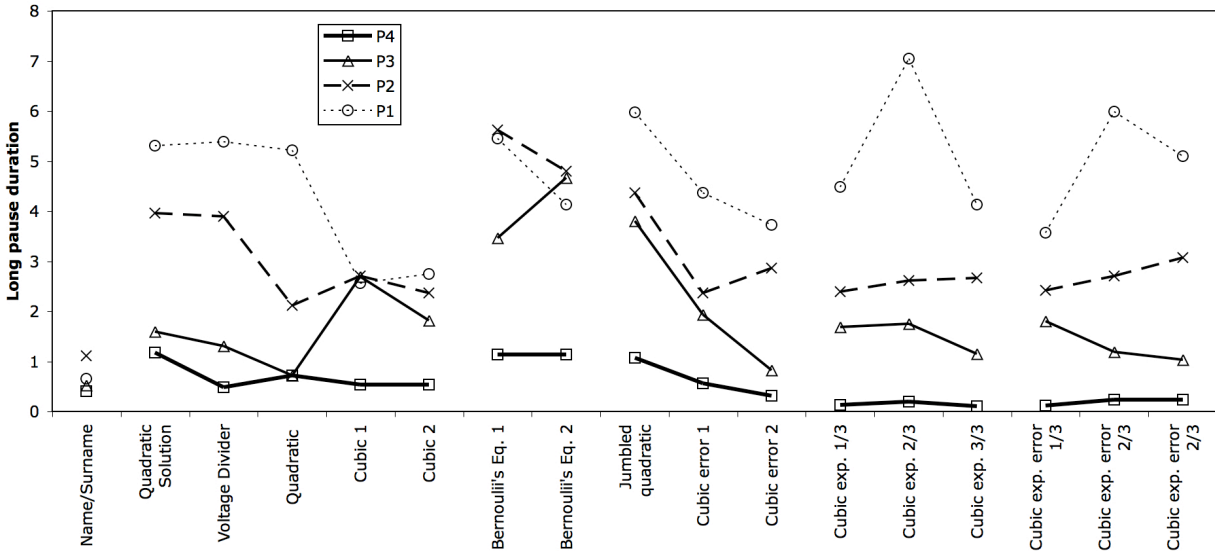 8
7
6
5
4
3
2
1
0
Long pause duration
P4
P3
P2
P1
Name/Surname
Quadratic
Solution
Voltage Divider
Quadratic
Cubic 1
Cubic 2
Bernoulii's Eq. 1
Bernoulii's Eq. 2
Jumbled
quadratic
Cubic error 1
Cubic error 2
Cubic exp. 1/3
Cubic exp. 2/3
Cubic exp. 3/3
Cubic exp. error
1/3
Cubic exp. error
2/3
Cubic exp. error
2/3